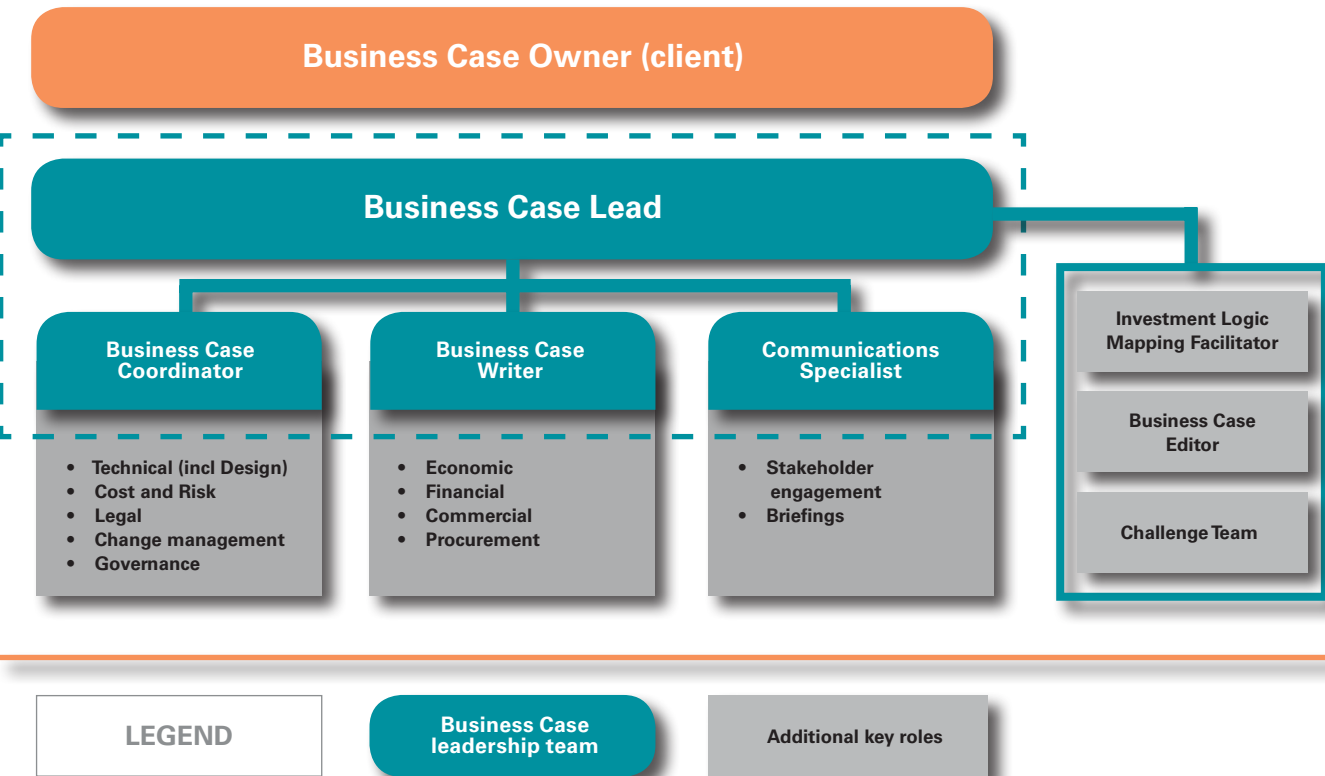 Business Case Owner (client)
Business Case Lead
Business Case
Coordinator
• Technical (incl Design)
• Cost and Risk
• Legal
• Change management
• Governance
Business Case
Writer
• Economic
• Financial
• Commercial
• Procurement
Communications
Specialist
• Stakeholder
engagement
• Briefings
Investment Logic
Mapping Facilitator
Business Case
Editor
Challenge Team
LEGEND
Business Case
leadership team
Additional key roles